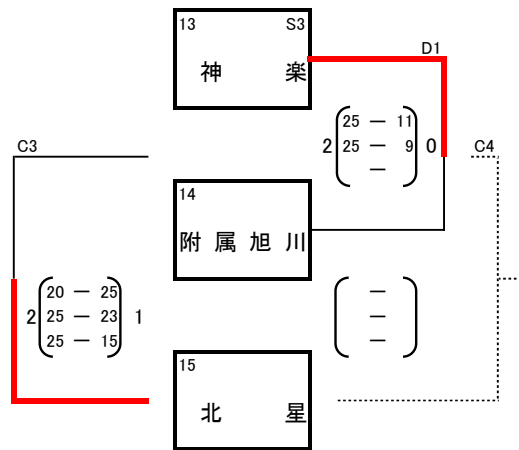 13 S3
神 楽
D1
25 — 11
2 25 — 9 0
—
C3
C4
14
附 属 旭 川
20 — 25
2 25 — 23 1
25 — 15
—
—
—
15
北 星